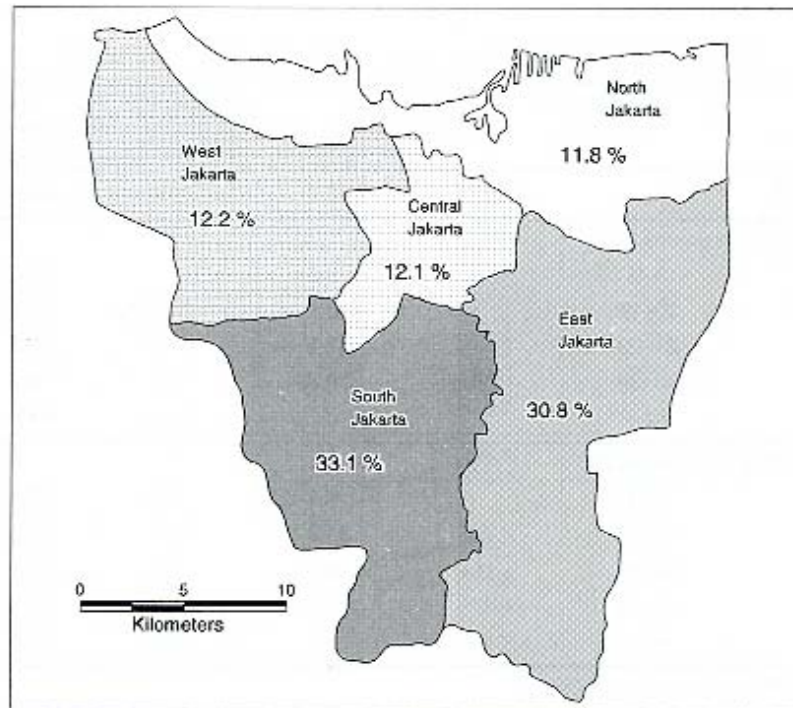 North
Jakarta
11.8 %
West
Jakarta
12.2 %
Central
Jakarta
12.1 %
East
Jakarta
30.8 %
South
Jakarta
33.1 %
0 5 10
Kilometers